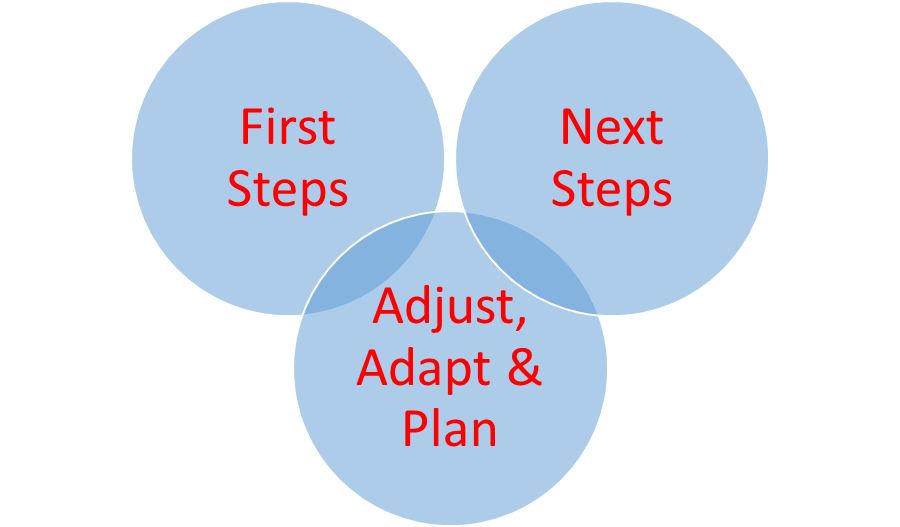 First
Steps
Next
Steps
Adjust,
Adapt &
Plan